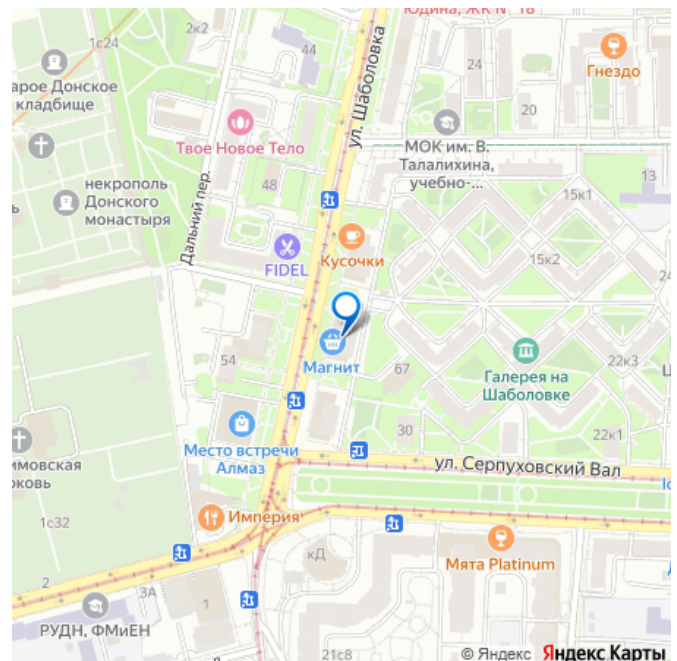 Юдина, ЖК N° 18
1с24
2к2
44
24
Гнездо
арое Донское
кладбище
ул. Шаболовка
20
Твое Новое Тело
МОК им. В.
Талалихина,
учебно-...
13
некрополь
Донского
монастыря
48
15к1
Дальний пер.
Кусочки
FIDEL
15к2
24
54
Магнит
67
22к3
Галерея на
Шаболовке
Место встречи
Алмаз
30
22к1
имовская
рковь
ул. Серпуховский Вал
1с32
Империя
кД
Мята Platinum
2
3А
1
РУДН, ФМиЕН
21с8
© Яндекс Яндекс Карты